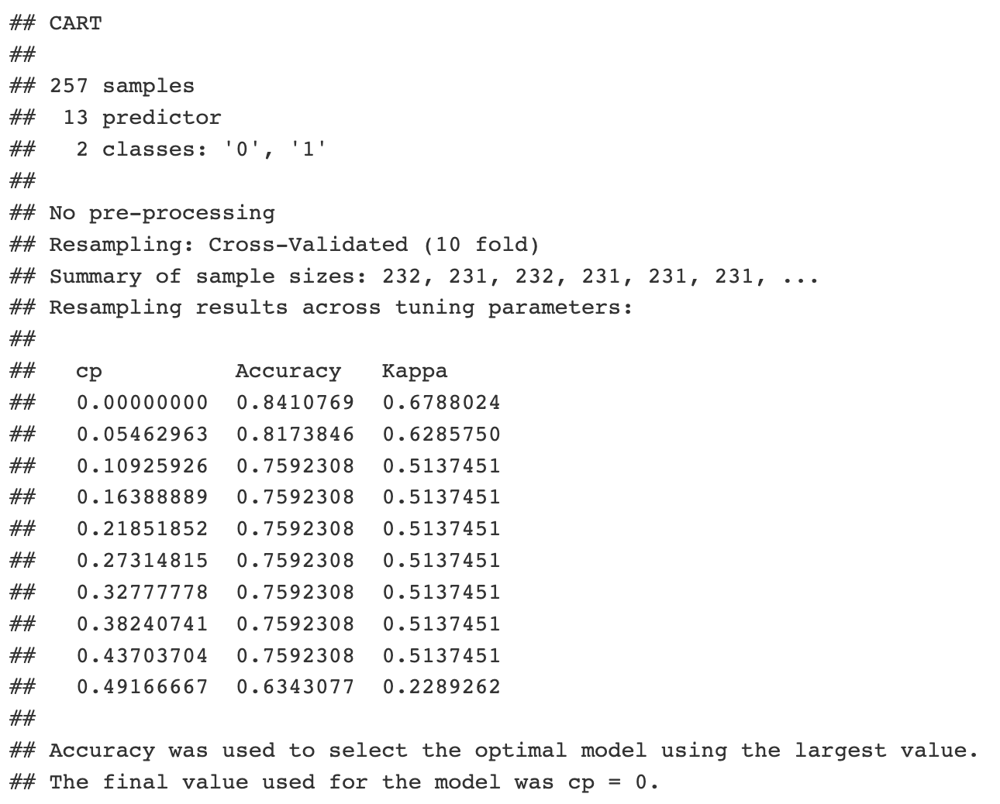 ## CART
##
## 257 samples
##  13 predictor
##   2 classes: '0', '1'
##
## No pre-processing
## Resampling: Cross-Validated (10 fold)
## Summary of sample sizes: 232, 231, 232, 231, 231, 231, ...
## Resampling results across tuning parameters:
##
##   cp          Accuracy   Kappa
##   0.00000000  0.8410769  0.6788024
##   0.05462963  0.8173846  0.6285750
##   0.10925926  0.7592308  0.5137451
##   0.16388889  0.7592308  0.5137451
##   0.21851852  0.7592308  0.5137451
##   0.27314815  0.7592308  0.5137451
##   0.32777778  0.7592308  0.5137451
##   0.38240741  0.7592308  0.5137451
##   0.43703704  0.7592308  0.5137451
##   0.49166667  0.6343077  0.2289262
##
## Accuracy was used to select the optimal model using the largest value.
## The final value used for the model was cp = 0.